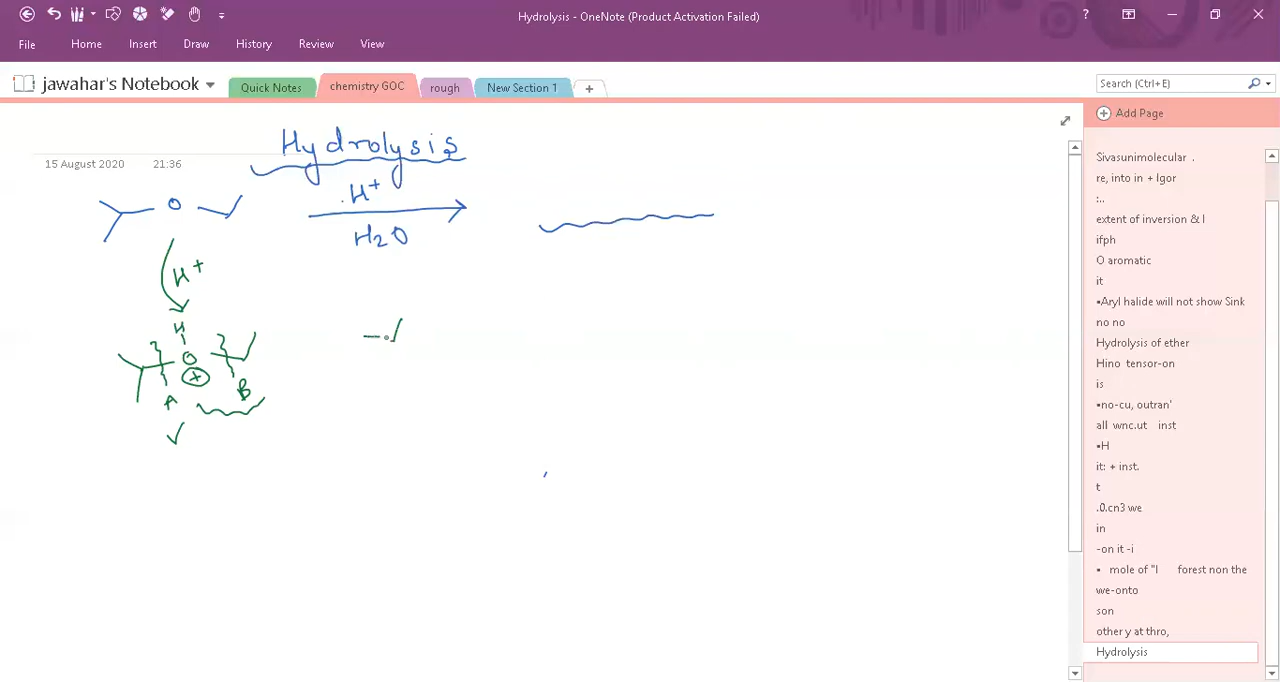 Hydrolysis - OneNote (Product Activation Failed)
File Home Insert Draw History Review View
jawahar's Notebook
Quick Notes chemistry GOC rough New Section 1 +
Search (Ctrl+E)
Add Page
15 August 2020 21:36
Hydrolysis
O
H+
H2O
H+
H
O
+
A
B
Sivasunimolecular .
re, into in + Igor
:..
extent of inversion & l
ifph
O aromatic
it
▪Aryl halide will not show Sink
no no
Hydrolysis of ether
Hino tensor-on
is
▪no-cu, outran'
all wnc.ut inst
▪H
it: + inst.
t
.0.cn3 we
in
-on it -i
▪ mole of "l forest non the
we-onto
son
other y at thro,
Hydrolysis